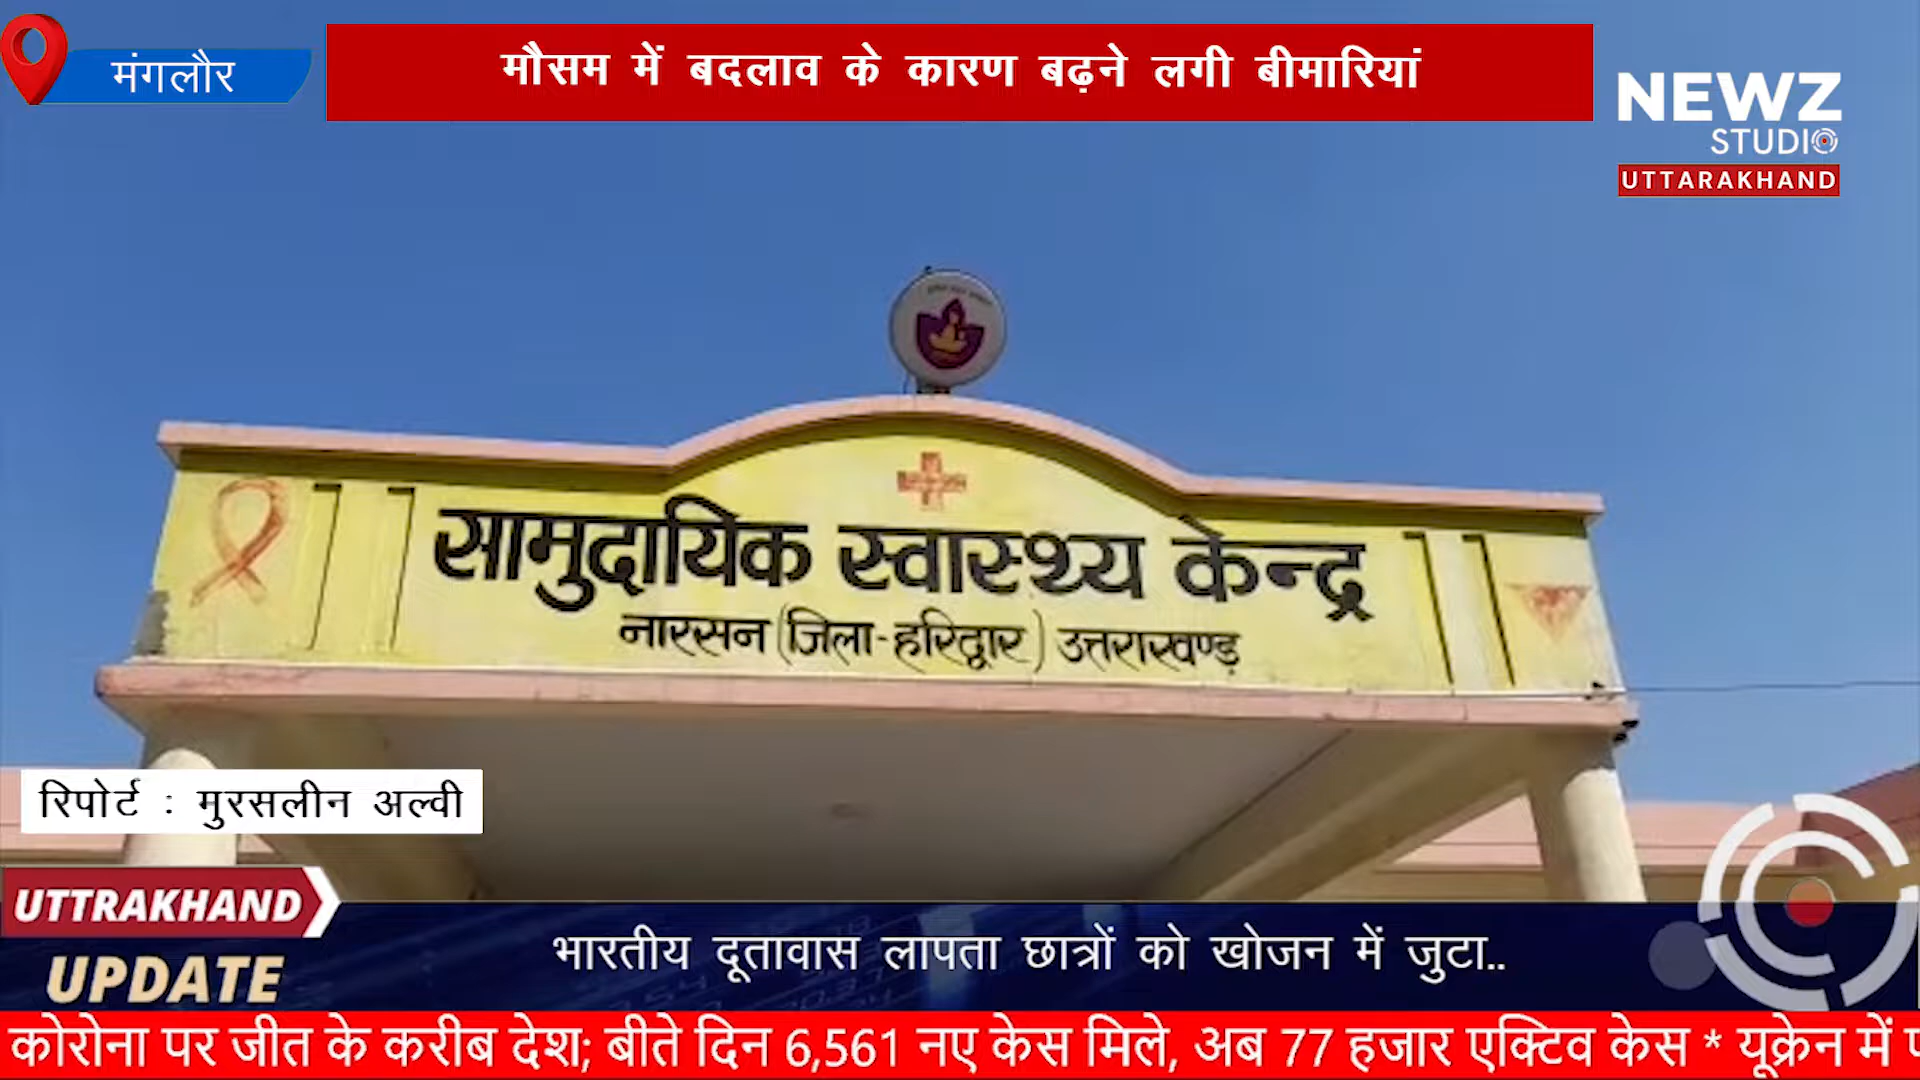 मंगलौर
मौसम में बदलाव के कारण बढ़ने लगी बीमारियां
NEWZ
STUDIO
UTTARAKHAND
सामुदायिक स्वास्थ्य केन्द्र
नारसन (जिला-हरिद्वार) उत्तराखण्ड
रिपोर्ट : मुरसलीन अल्वी
UTTRAKHAND
UPDATE
भारतीय दूतावास लापता छात्रों को खोजन में जुटा..
कोरोना पर जीत के करीब देश; बीते दिन 6,561 नए केस मिले, अब 77 हजार एक्टिव केस * यूक्रेन में